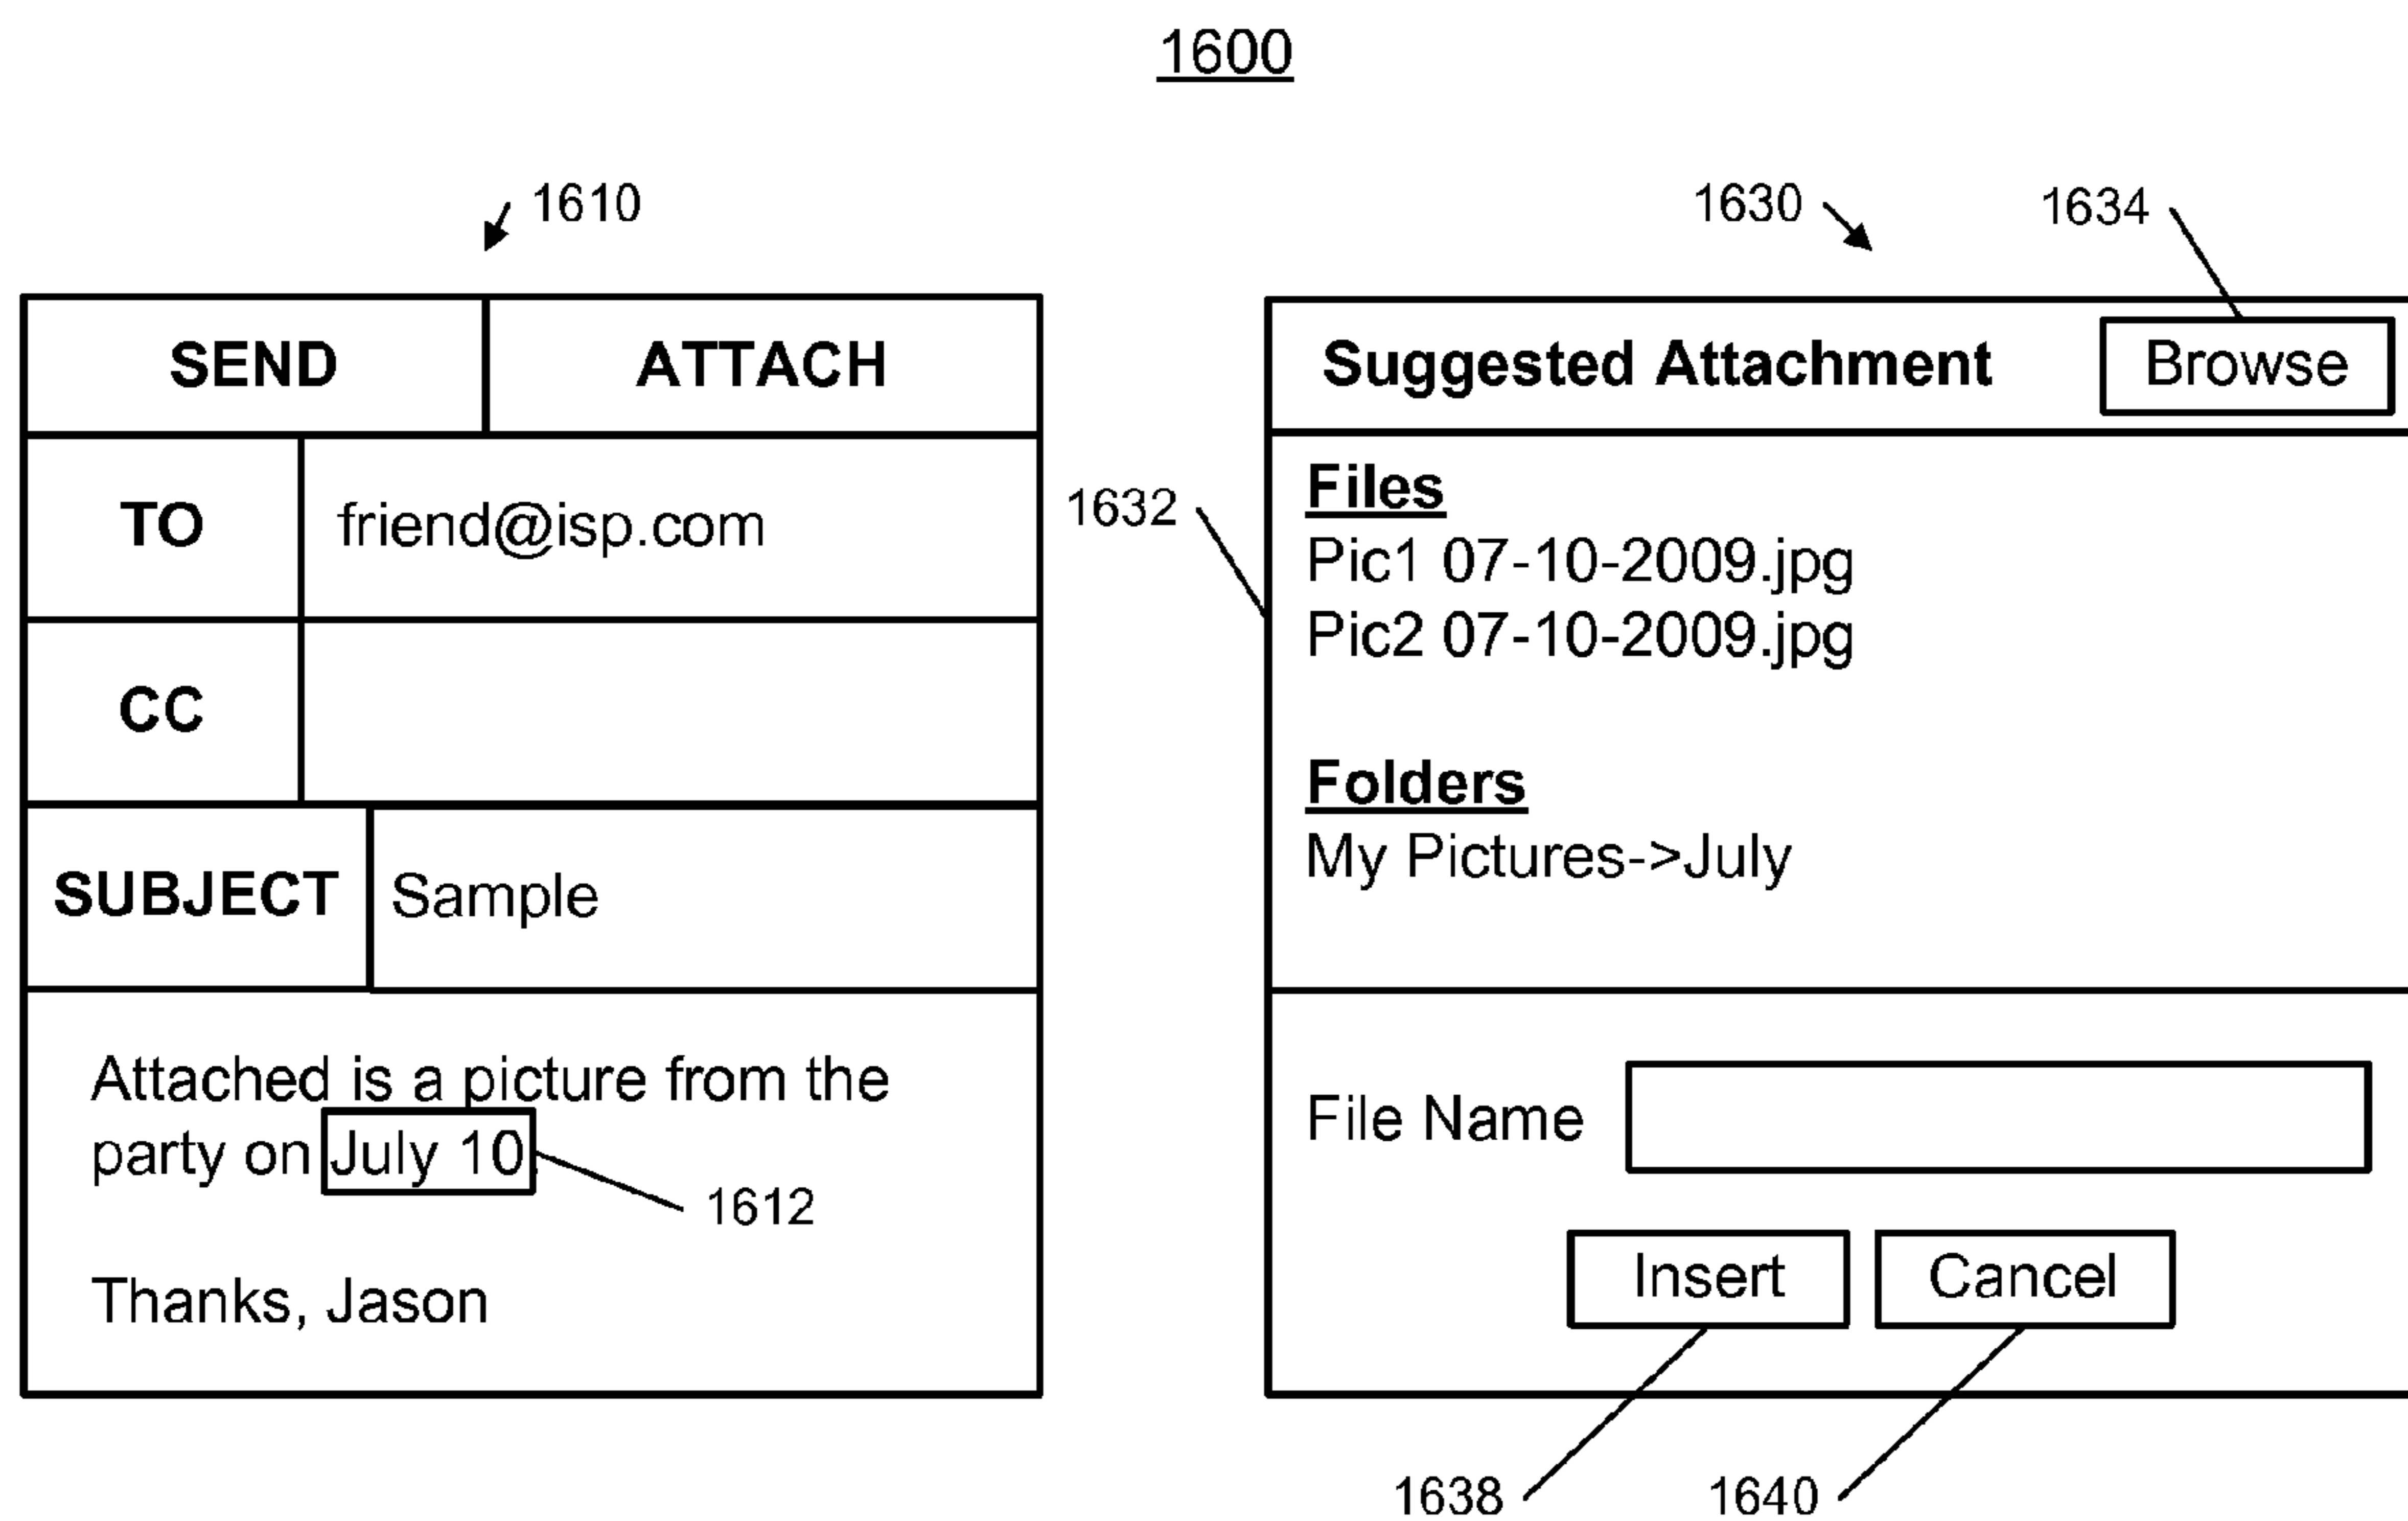 1600
1610
SEND ATTACH
TO friend@isp.com
CC
SUBJECT Sample
Attached is a picture from the
party on July 10
1612
Thanks, Jason
1630
1634
Suggested Attachment Browse
1632
Files
Pic1 07-10-2009.jpg
Pic2 07-10-2009.jpg
Folders
My Pictures->July
File Name
Insert Cancel
1638 1640